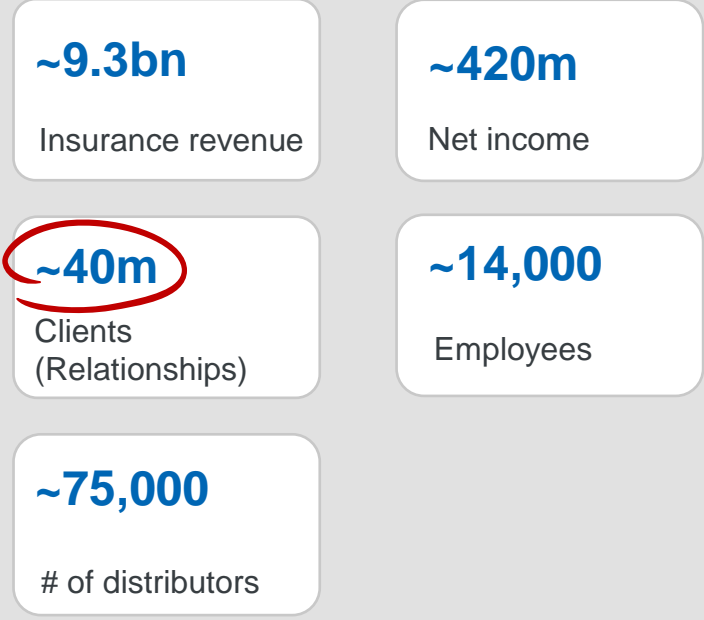 ~9.3bn
Insurance revenue
~420m
Net income
~40m
Clients
(Relationships)
~14,000
Employees
~75,000
# of distributors